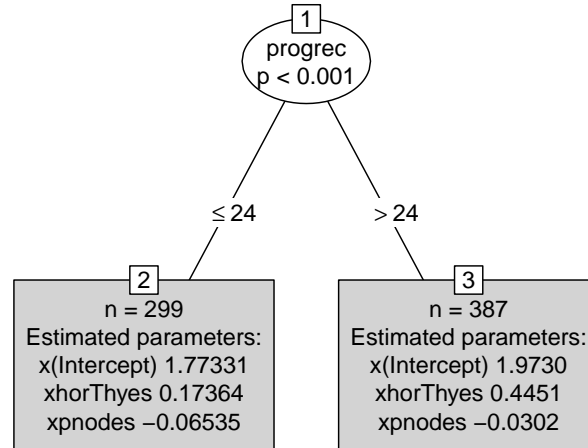 1
progrec
p < 0.001
≤ 24
> 24
2
n = 299
Estimated parameters:
x(Intercept) 1.77331
xhorThyes 0.17364
xpnodes −0.06535
3
n = 387
Estimated parameters:
x(Intercept) 1.9730
xhorThyes 0.4451
xpnodes −0.0302